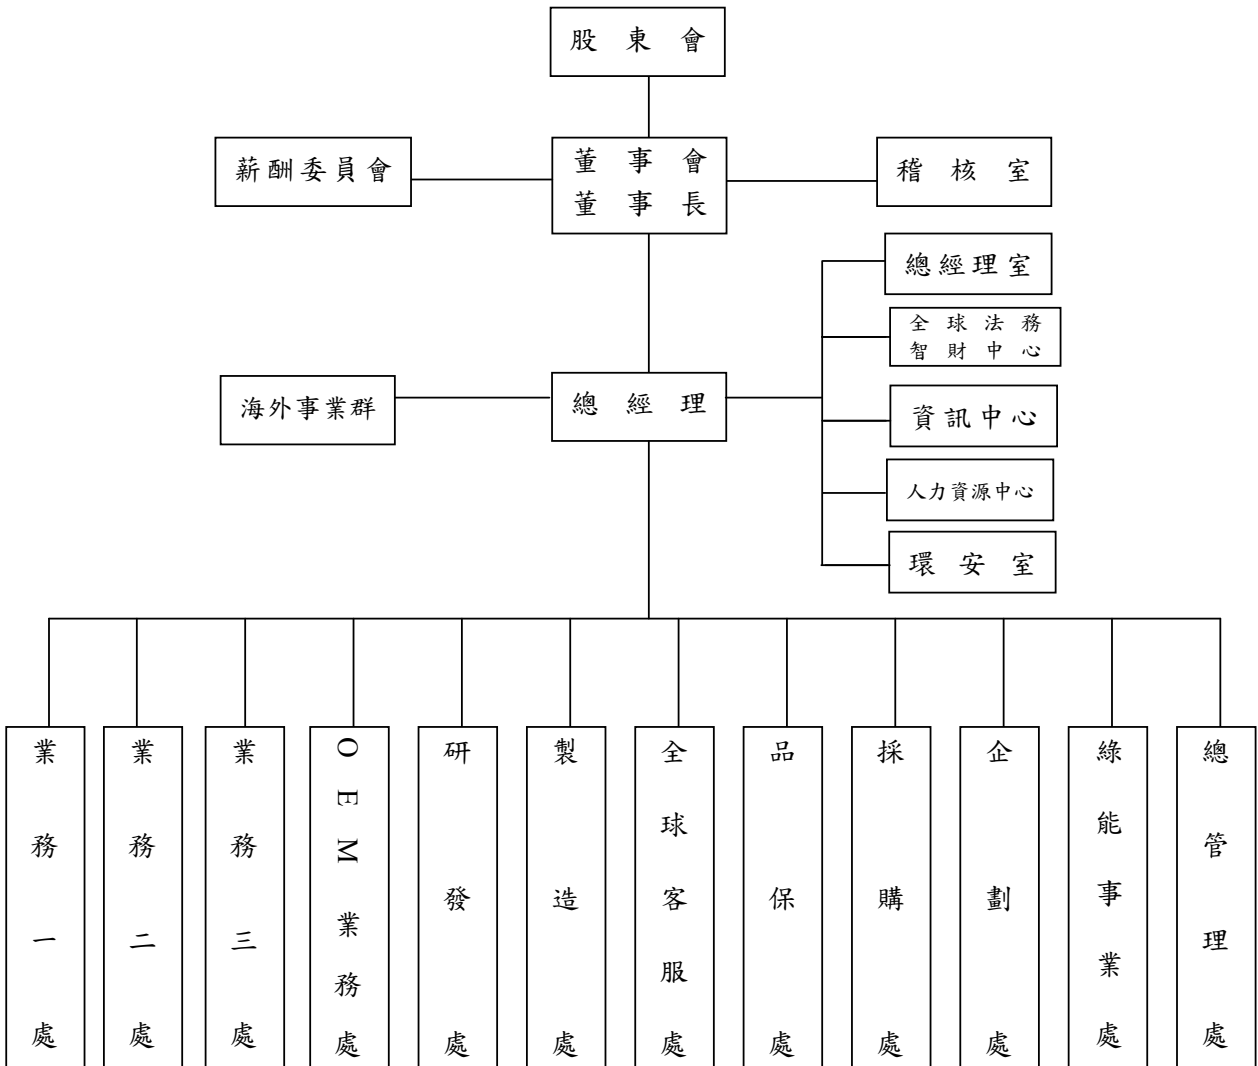 股東會
薪酬委員會
董事會
董事長
稽核室
總經理室
全球法務
智財中心
海外事業群
總經理
資訊中心
人力資源中心
環安室
業務一處
業務二處
業務三處
OEM業務處
研發處
製造處
全球客服處
品保處
採購處
企劃處
綠能事業處
總管理處